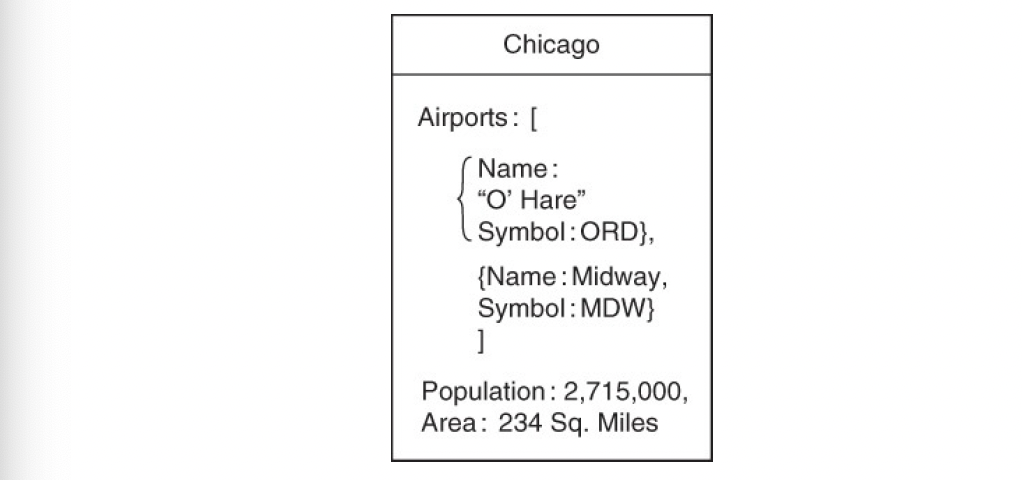 Chicago
Airports: [
{Name:
“O’ Hare”
Symbol:ORD},
{Name:Midway,
Symbol:MDW}
]
Population: 2,715,000,
Area: 234 Sq. Miles